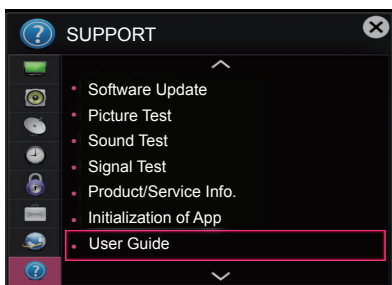 SUPPORT
Software Update
Picture Test
Sound Test
Signal Test
Product/Service Info.
Initialization of App
User Guide